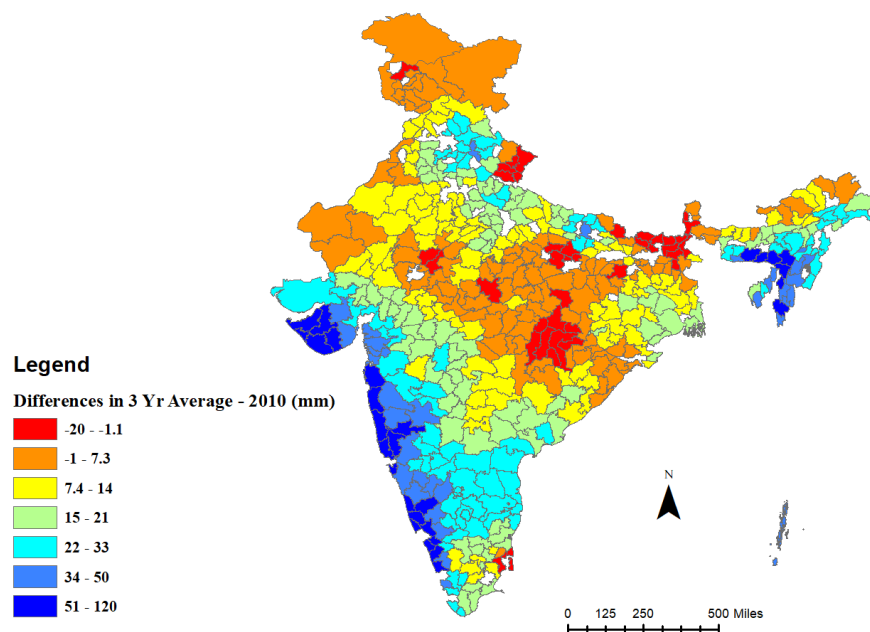 N
Legend
Differences in 3 Yr Average - 2010 (mm)
-20 - -1.1
-1 - 7.3
7.4 - 14
15 - 21
22 - 33
34 - 50
51 - 120
0 125 250 500 Miles